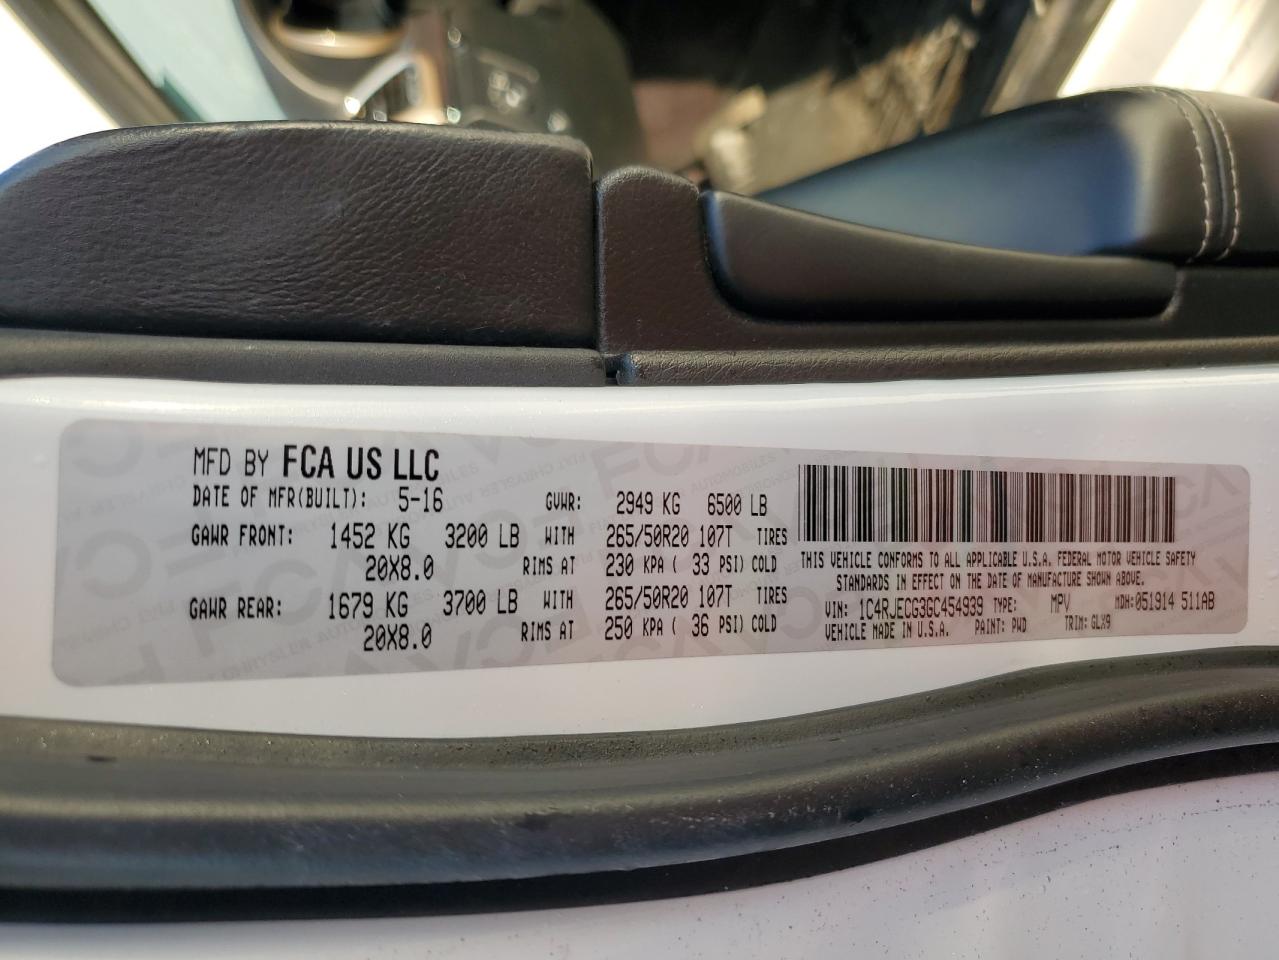 MFD BY FCA US LLC
DATE OF MFR(BUILT): 5-16 GVWR: 2949 KG 6500 LB
GAWR FRONT: 1452 KG 3200 LB WITH 265/50R20 107T TIRES
20X8.0 RIMS AT 230 KPA ( 33 PSI) COLD
GAWR REAR: 1679 KG 3700 LB WITH 265/50R20 107T TIRES
20X8.0 RIMS AT 250 KPA ( 36 PSI) COLD
THIS VEHICLE CONFORMS TO ALL APPLICABLE U.S.A. FEDERAL MOTOR VEHICLE SAFETY
STANDARDS IN EFFECT ON THE DATE OF MANUFACTURE SHOWN ABOVE.
VIN: 1C4RJECG3GC454939 TYPE: MPV MDH: 051914 511AB
VEHICLE MADE IN U.S.A. PAINT: PWD TRIM: GLX9